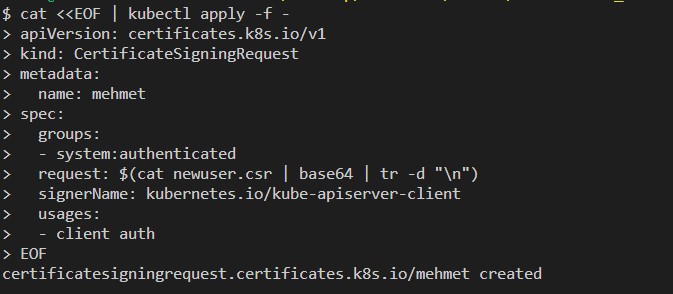 $ cat <<EOF | kubectl apply -f -
> apiVersion: certificates.k8s.io/v1
> kind: CertificateSigningRequest
> metadata:
>   name: mehmet
> spec:
>   groups:
>   - system:authenticated
>   request: $(cat newuser.csr | base64 | tr -d "\n")
>   signerName: kubernetes.io/kube-apiserver-client
>   usages:
>   - client auth
> EOF
certificatesigningrequest.certificates.k8s.io/mehmet created